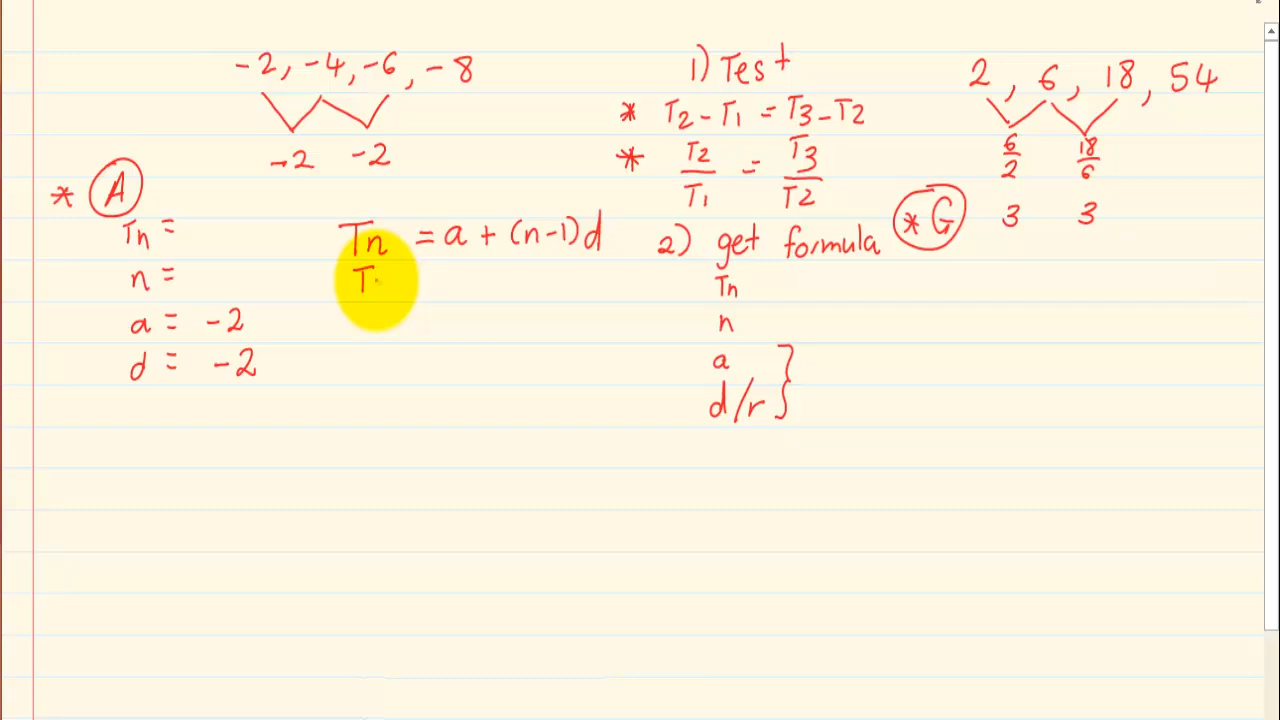 -2, -4, -6, -8
-2 -2
* A
Tn =
n =
a = -2
d = -2
Tn = a + (n-1)d
T
1) Test
* T2 - T1 = T3 - T2
* T2/T1 = T3/T2
2) get formula
Tn
n
a }
d/r }
2, 6, 18, 54
6/2 18/6
3 3
* G